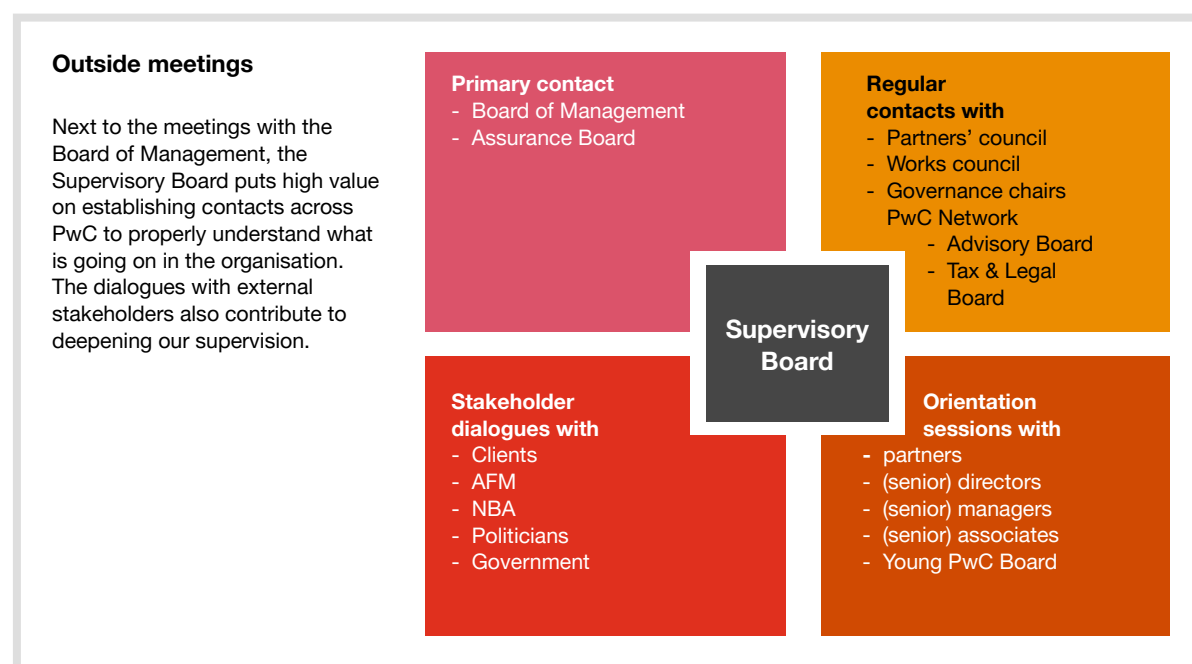 Outside meetings
Next to the meetings with the
Board of Management, the
Supervisory Board puts high value
on establishing contacts across
PwC to properly understand what
is going on in the organisation.
The dialogues with external
stakeholders also contribute to
deepening our supervision.
Primary contact
- Board of Management
- Assurance Board
Regular
contacts with
- Partners’ council
- Works council
- Governance chairs
PwC Network
- Advisory Board
- Tax & Legal
Board
Supervisory
Board
Stakeholder
dialogues with
- Clients
- AFM
- NBA
- Politicians
- Government
Orientation
sessions with
- partners
- (senior) directors
- (senior) managers
- (senior) associates
- Young PwC Board